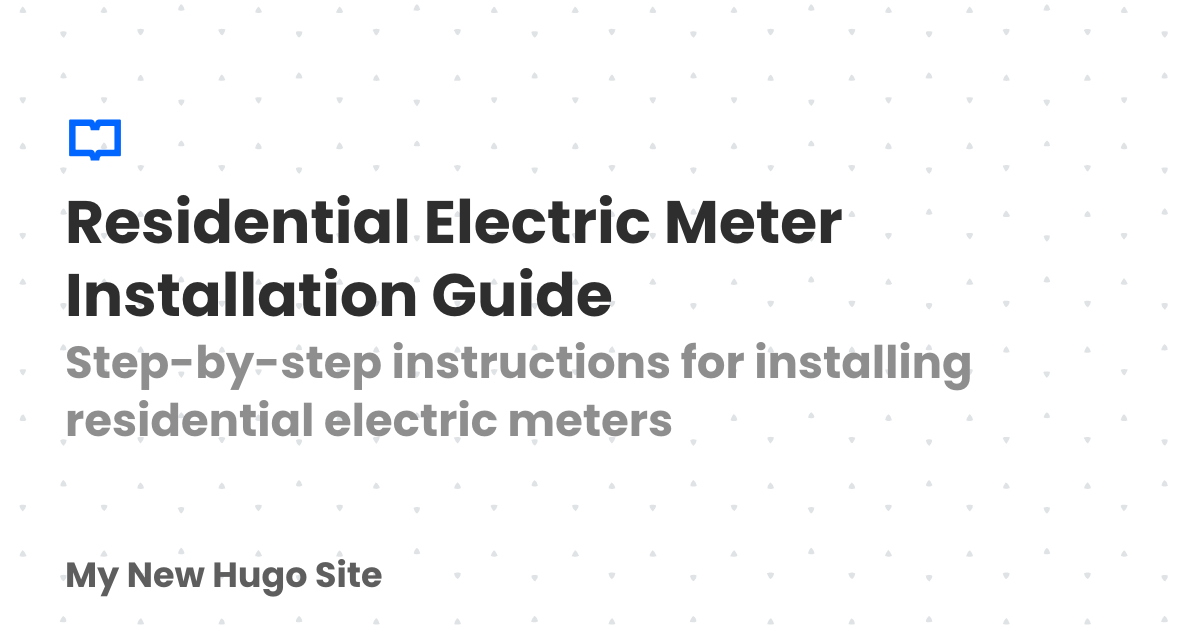 Residential Electric Meter
Installation Guide
Step-by-step instructions for installing
residential electric meters
My New Hugo Site